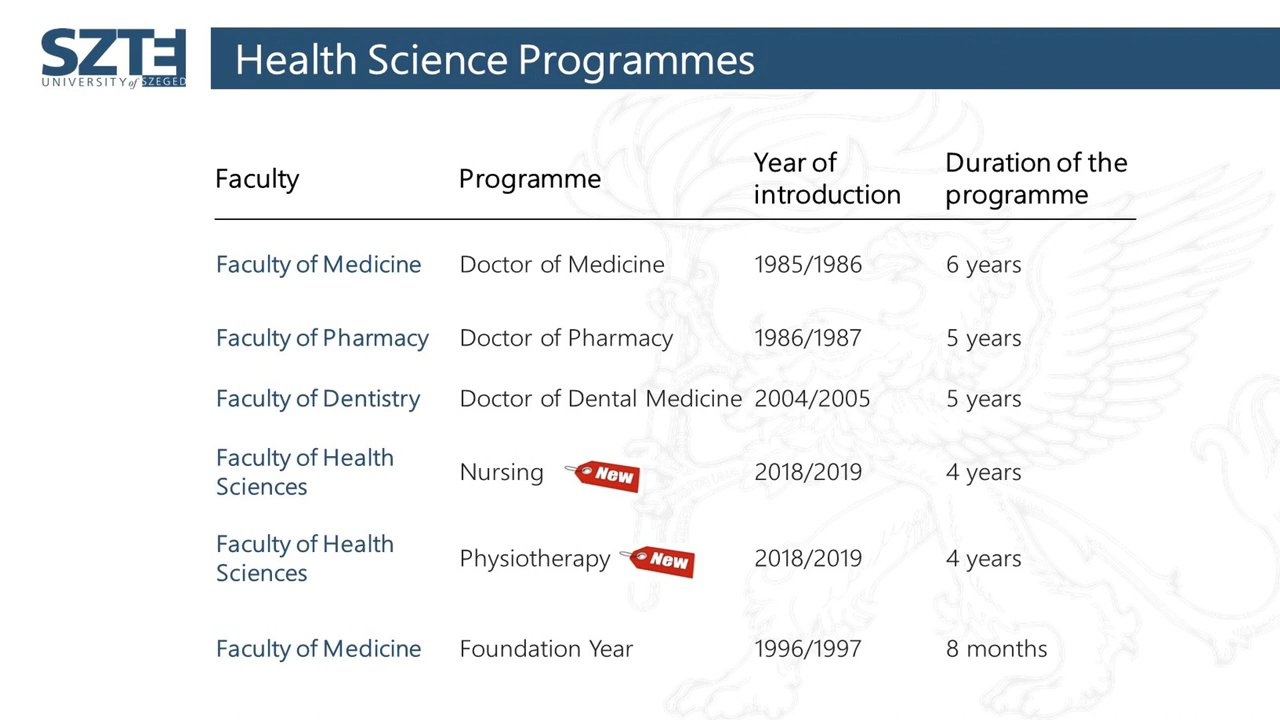 SZTE
UNIVERSITY of SZEGED
Health Science Programmes
Faculty Programme Year of introduction Duration of the programme
Faculty of Medicine Doctor of Medicine 1985/1986 6 years
Faculty of Pharmacy Doctor of Pharmacy 1986/1987 5 years
Faculty of Dentistry Doctor of Dental Medicine 2004/2005 5 years
Faculty of Health Sciences Nursing New 2018/2019 4 years
Faculty of Health Sciences Physiotherapy New 2018/2019 4 years
Faculty of Medicine Foundation Year 1996/1997 8 months